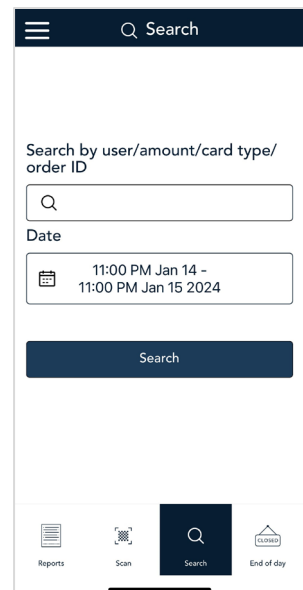 Search
Search by user/amount/card type/
order ID
Date
11:00 PM Jan 14 -
11:00 PM Jan 15 2024
Search
Reports
Scan
Search
CLOSED
End of day